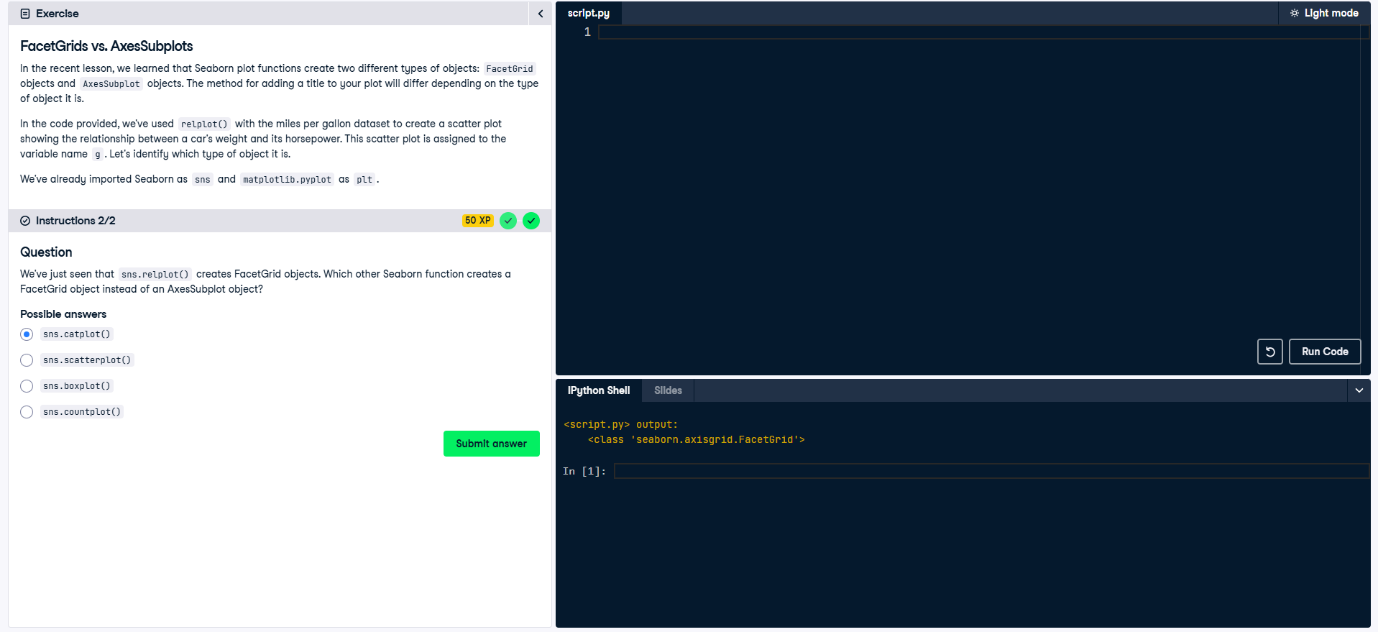 Exercise
FacetGrids vs. AxesSubplots
In the recent lesson, we learned that Seaborn plot functions create two different types of objects: FacetGrid
objects and AxesSubplot objects. The method for adding a title to your plot will differ depending on the type
of object it is.
In the code provided, we've used relplot() with the miles per gallon dataset to create a scatter plot
showing the relationship between a car's weight and its horsepower. This scatter plot is assigned to the
variable name g. Let's identify which type of object it is.
We've already imported Seaborn as sns and matplotlib.pyplot as plt.
Instructions 2/2
50 XP
Question
We've just seen that sns.relplot() creates FacetGrid objects. Which other Seaborn function creates a
FacetGrid object instead of an AxesSubplot object?
Possible answers
sns.catplot()
sns.scatterplot()
sns.boxplot()
sns.countplot()
Submit answer
script.py
Light mode
1
Run Code
IPython Shell
Slides
<script.py> output:
<class 'seaborn.axisgrid.FacetGrid'>
In [1]: